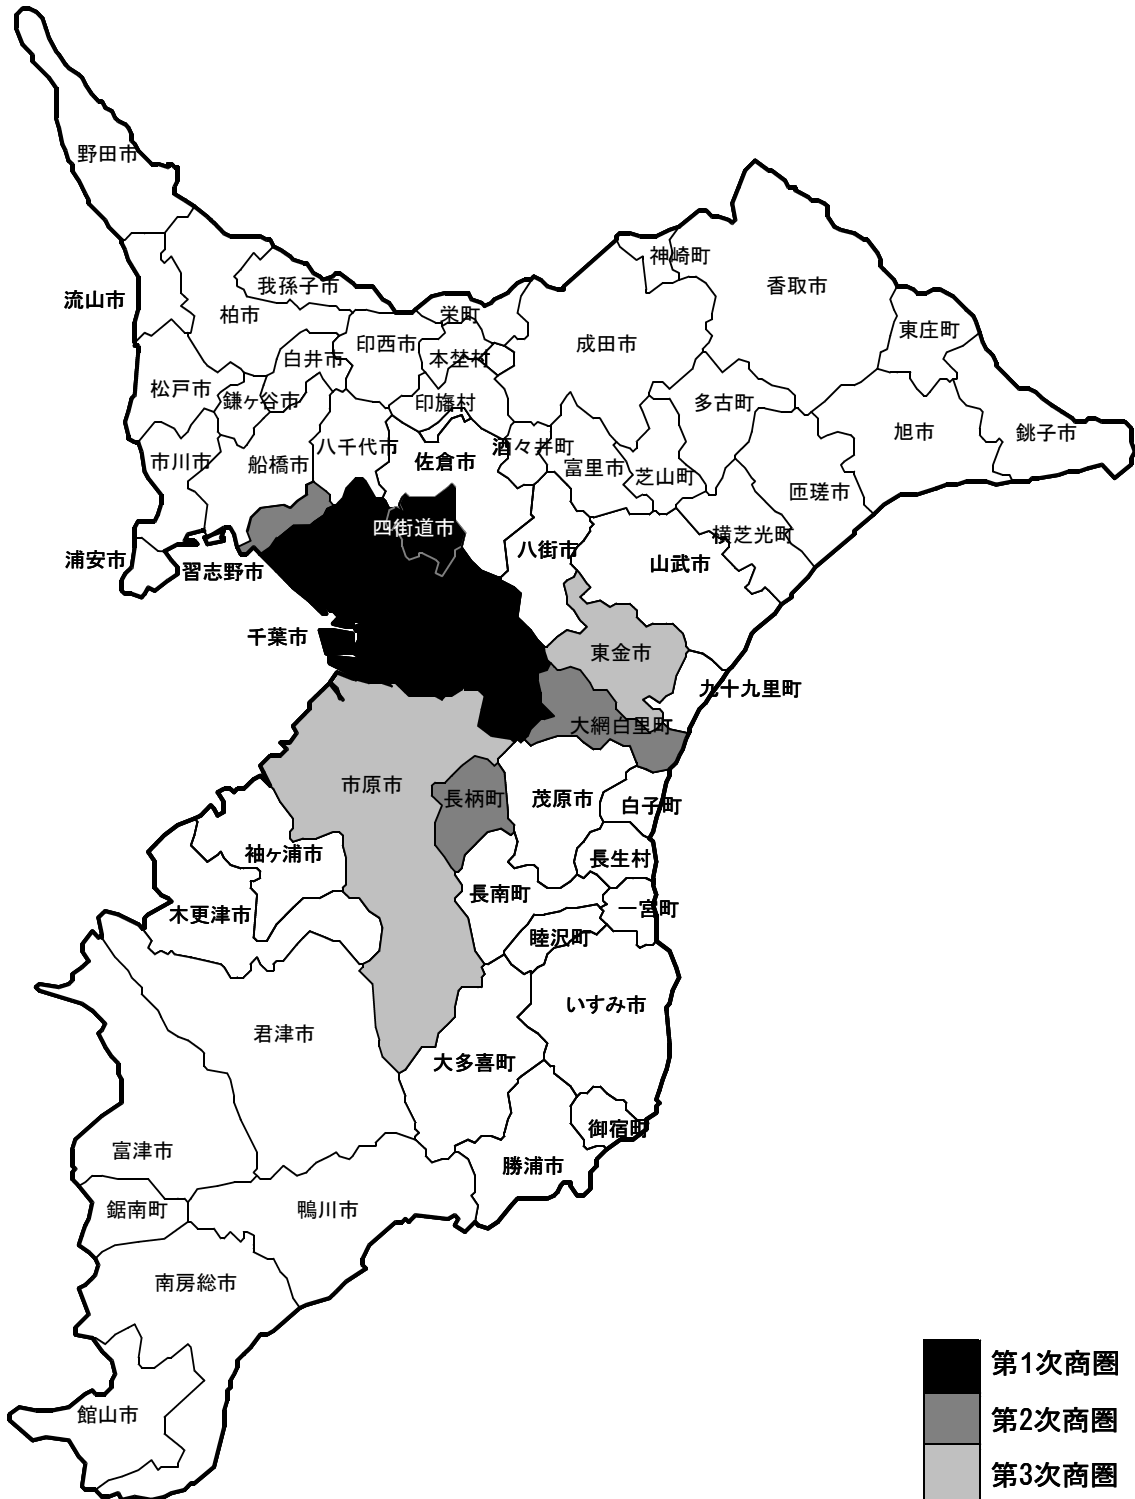 野田市
神崎町
香取市
我孫子市
流山市
柏市
栄町
東庄町
印西市
成田市
白井市
本埜村
松戸市
鎌ヶ谷市
印旛村
多古町
旭市
銚子市
市川市
船橋市
八千代市
佐倉市
酒々井町
富里市
芝山町
匝瑳市
四街道市
横芝光町
浦安市
習志野市
八街市
山武市
千葉市
東金市
九十九里町
大網白里町
市原市
長柄町
茂原市
白子町
袖ヶ浦市
長生村
長南町
木更津市
一宮町
睦沢町
いすみ市
君津市
大多喜町
御宿町
富津市
勝浦市
鋸南町
鴨川市
南房総市
館山市
第1次商圏
第2次商圏
第3次商圏